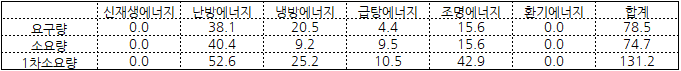 신재생에너지 난방에너지 냉방에너지 급탕에너지 조명에너지 환기에너지 합계
요구량 0.0 38.1 20.5 4.4 15.6 0.0 78.5
소요량 0.0 40.4 9.2 9.5 15.6 0.0 74.7
1차소요량 0.0 52.6 25.2 10.5 42.9 0.0 131.2